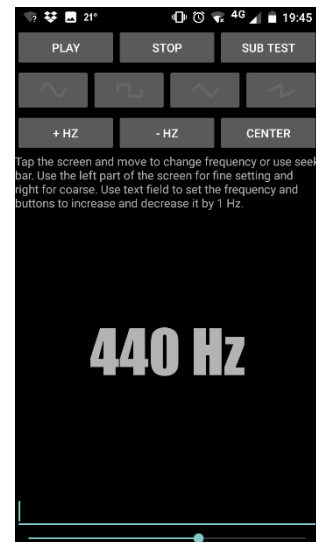 21° 4G 19:45
PLAY STOP SUB TEST
+ HZ - HZ CENTER
Tap the screen and move to change frequency or use seek
bar. Use the left part of the screen for fine setting and
right for coarse. Use text field to set the frequency and
buttons to increase and decrease it by 1 Hz.
440 Hz